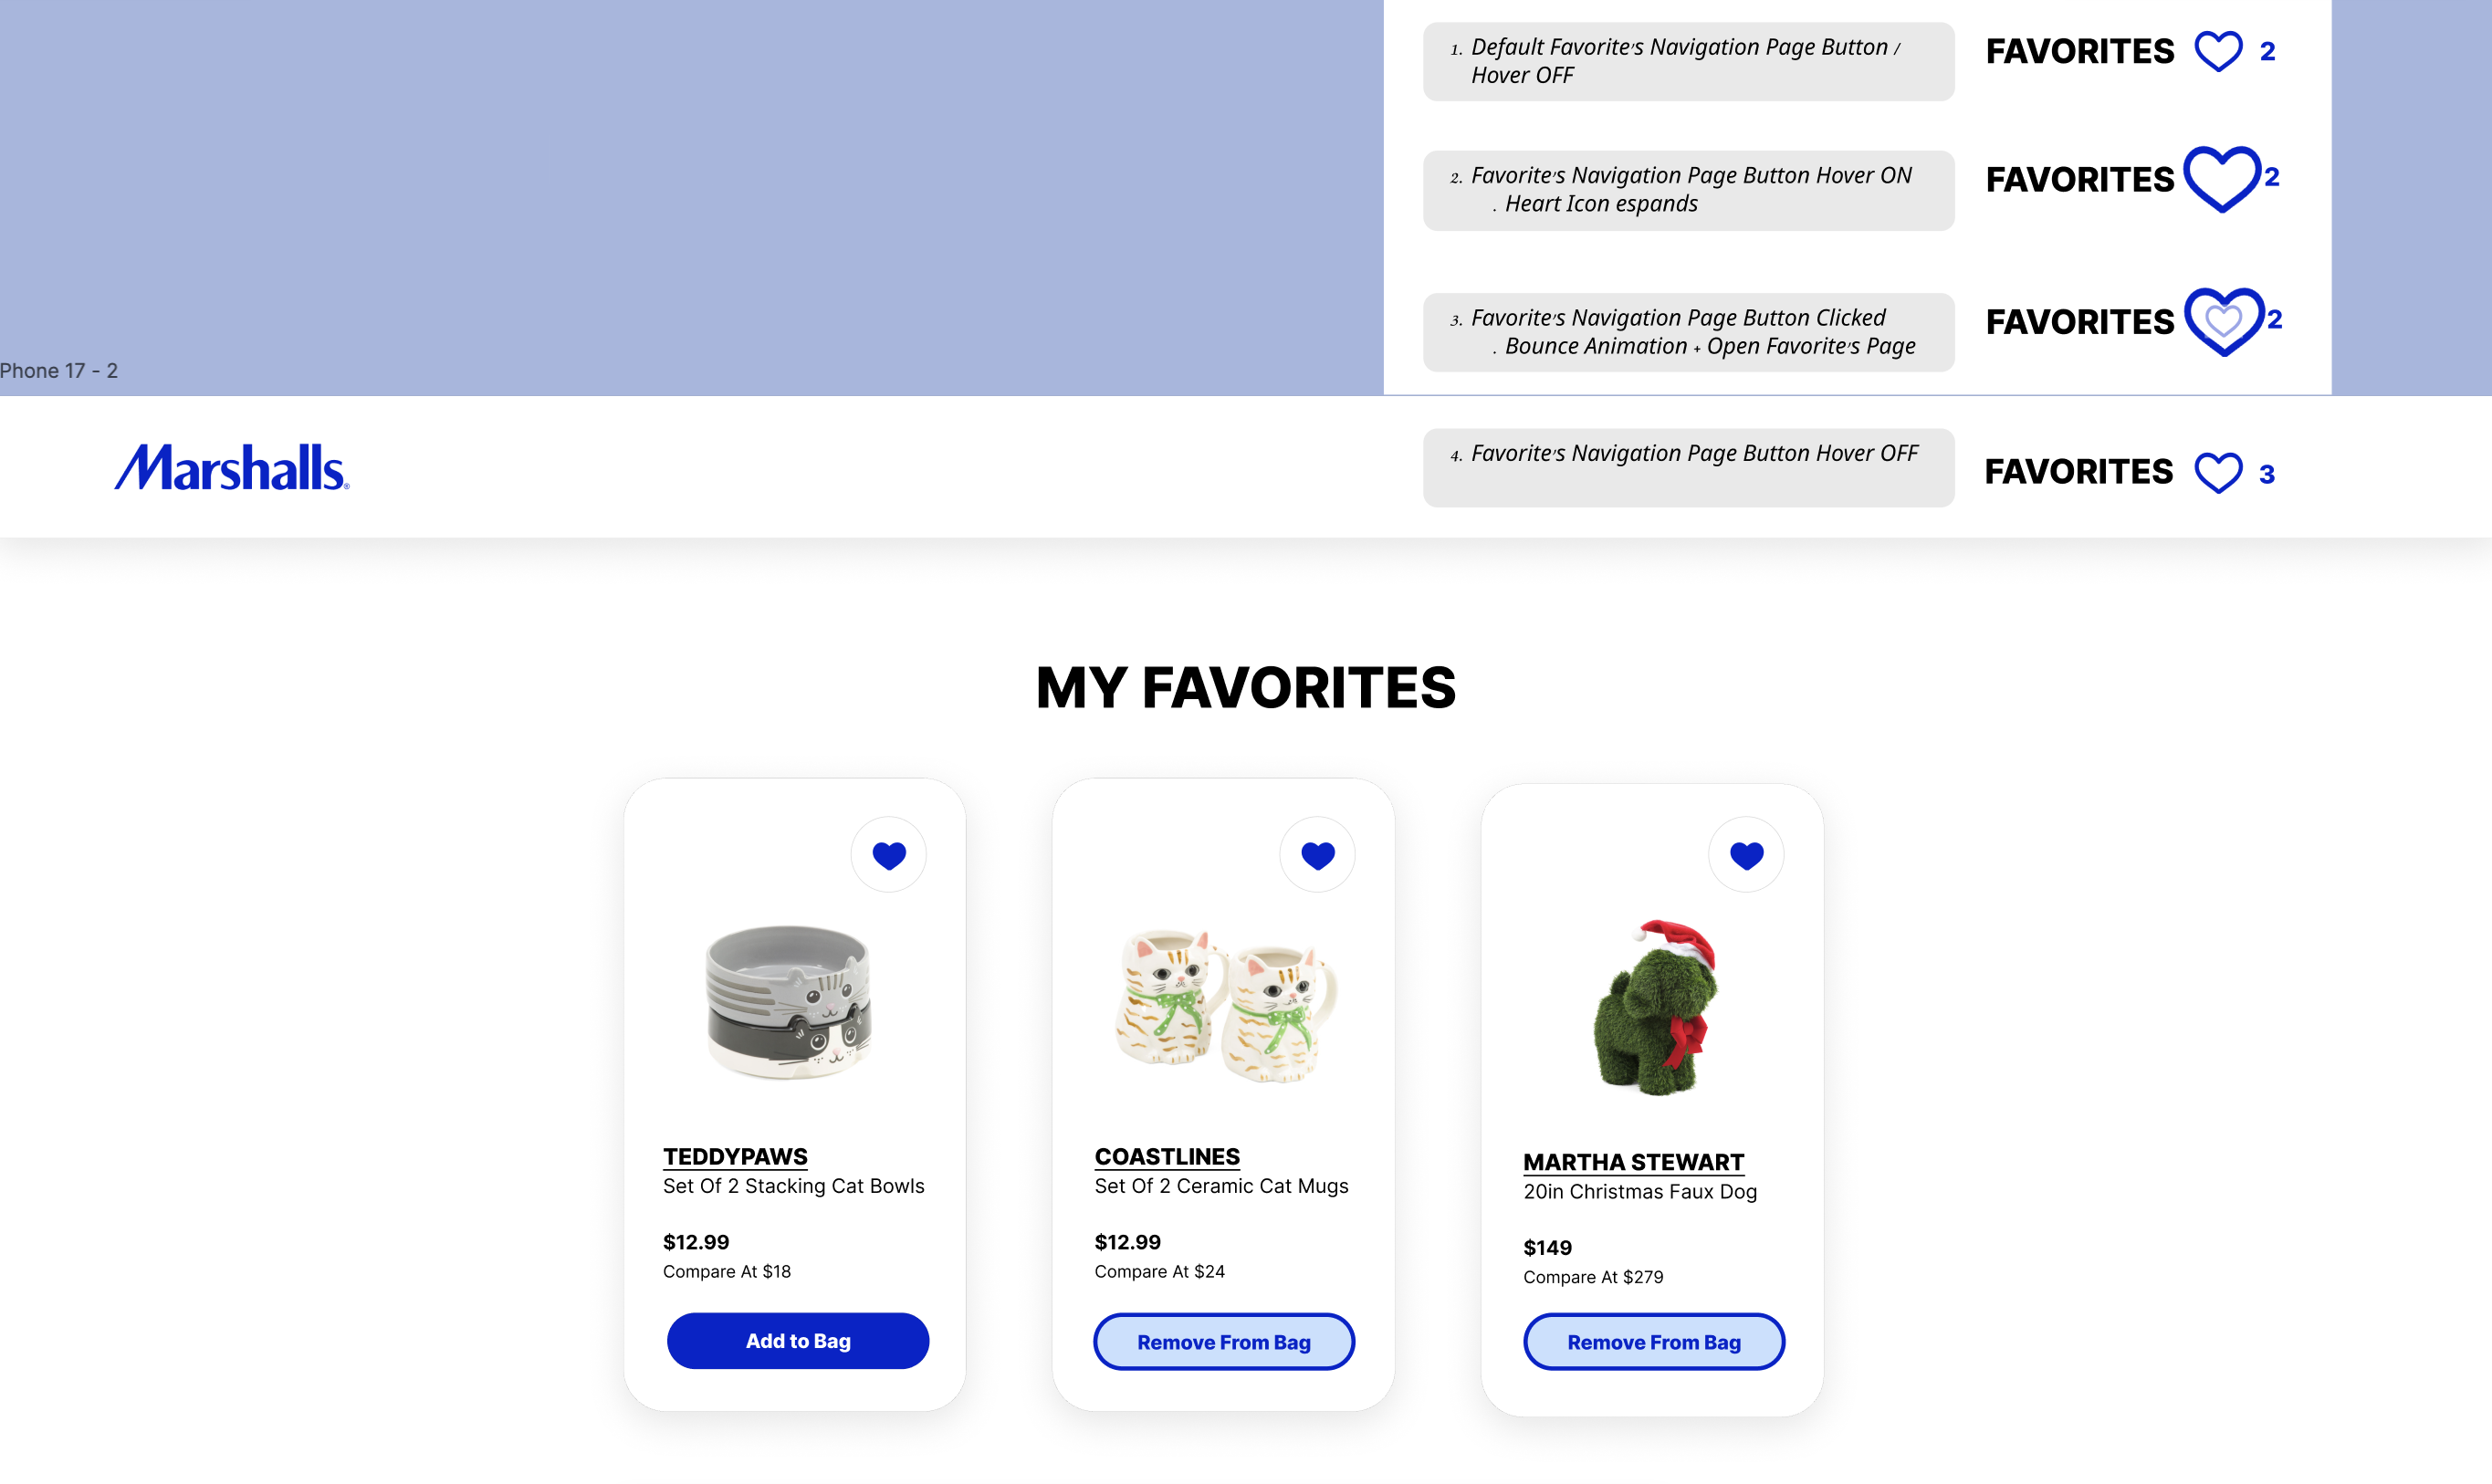 1. Default Favorite's Navigation Page Button /
Hover OFF
FAVORITES 2
2. Favorite's Navigation Page Button Hover ON
. Heart Icon espands
FAVORITES 2
3. Favorite's Navigation Page Button Clicked
. Bounce Animation + Open Favorite's Page
FAVORITES 2
Phone 17 - 2
Marshalls®
4. Favorite's Navigation Page Button Hover OFF
FAVORITES 3
MY FAVORITES
TEDDYPAWS
Set Of 2 Stacking Cat Bowls
$12.99
Compare At $18
Add to Bag
COASTLINES
Set Of 2 Ceramic Cat Mugs
$12.99
Compare At $24
Remove From Bag
MARTHA STEWART
20in Christmas Faux Dog
$149
Compare At $279
Remove From Bag